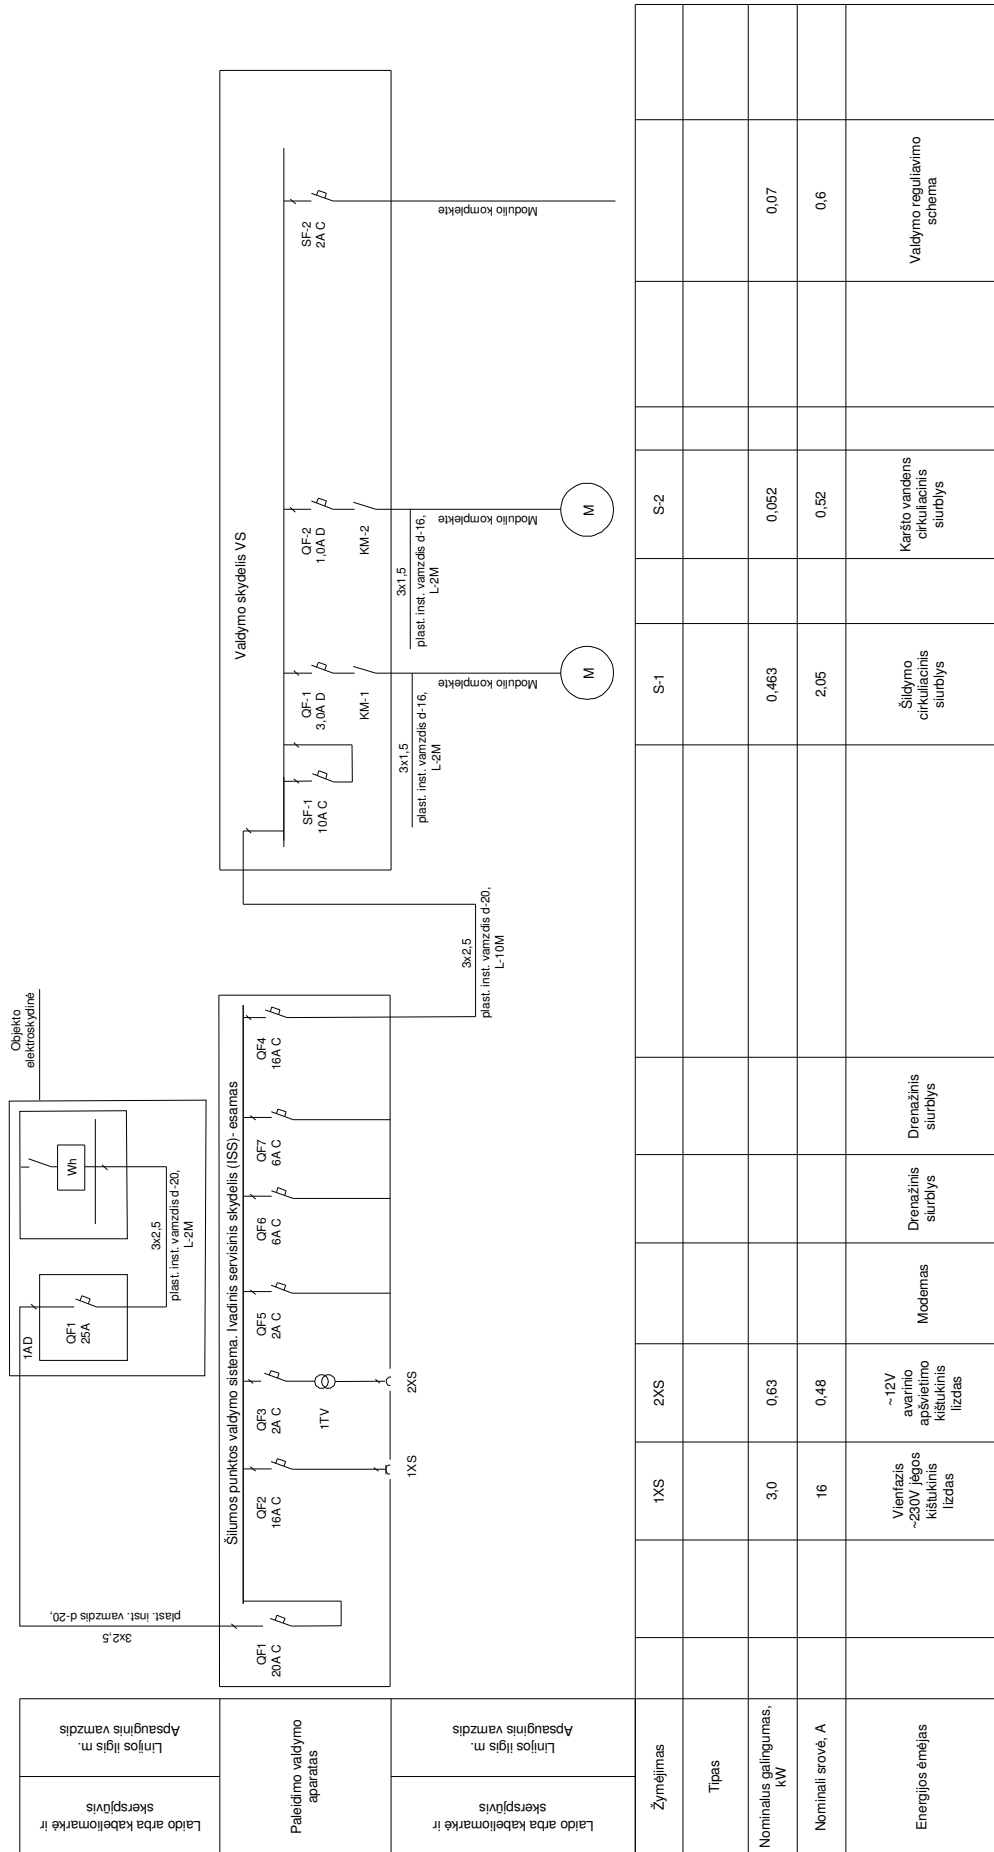 Objekto
elektroskydinė
Wh
3x2,5
plast. inst. vamzdis d-20,
L-2M
1AD
QF1
25A
plast. inst. vamzdis d-20,
3x2,5
Šilumos punktos valdymo sistema. Įvadinis servisinis skydelis (ISS)- esamas
QF1
20A C
QF2
16A C
QF3
2A C
QF5
2A C
QF6
6A C
QF7
6A C
QF4
16A C
1TV
1XS
2XS
3x2,5
plast. inst. vamzdis d-20,
L-10M
Valdymo skydelis VS
SF-1
10A C
QF-1
3,0A D
KM-1
QF-2
1,0A D
KM-2
SF-2
2A C
3x1,5
plast. inst. vamzdis d-16,
L-2M
Modulio komplekte
M
3x1,5
plast. inst. vamzdis d-16,
L-2M
Modulio komplekte
M
Modulio komplekte
Laido arba kabeliomarkė ir
skerspjūvis
Linijos ilgis m.
Apsauginis vamzdis
Paleidimo valdymo
aparatas
Laido arba kabeliomarkė ir
skerspjūvis
Linijos ilgis m.
Apsauginis vamzdis
Žymėjimas
1XS
2XS
S-1
S-2
Tipas
Nominalus galingumas,
kW
3,0
0,63
0,463
0,052
0,07
Nominali srovė, A
16
0,48
2,05
0,52
0,6
Energijos ėmėjas
Vienfazis
~230V jėgos
kištukinis
lizdas
~12V
avarinio
apšvietimo
kištukinis
lizdas
Modemas
Drenažinis
siurblys
Drenažinis
siurblys
Šildymo
cirkuliacinis
siurblys
Karšto vandens
cirkuliacinis
siurblys
Valdymo reguliavimo
schema